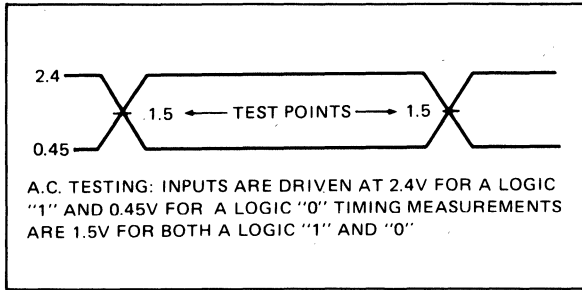 2.4
1.5 ← TEST POINTS → 1.5
0.45
A.C. TESTING: INPUTS ARE DRIVEN AT 2.4V FOR A LOGIC
"1" AND 0.45V FOR A LOGIC "0" TIMING MEASUREMENTS
ARE 1.5V FOR BOTH A LOGIC "1" AND "0"